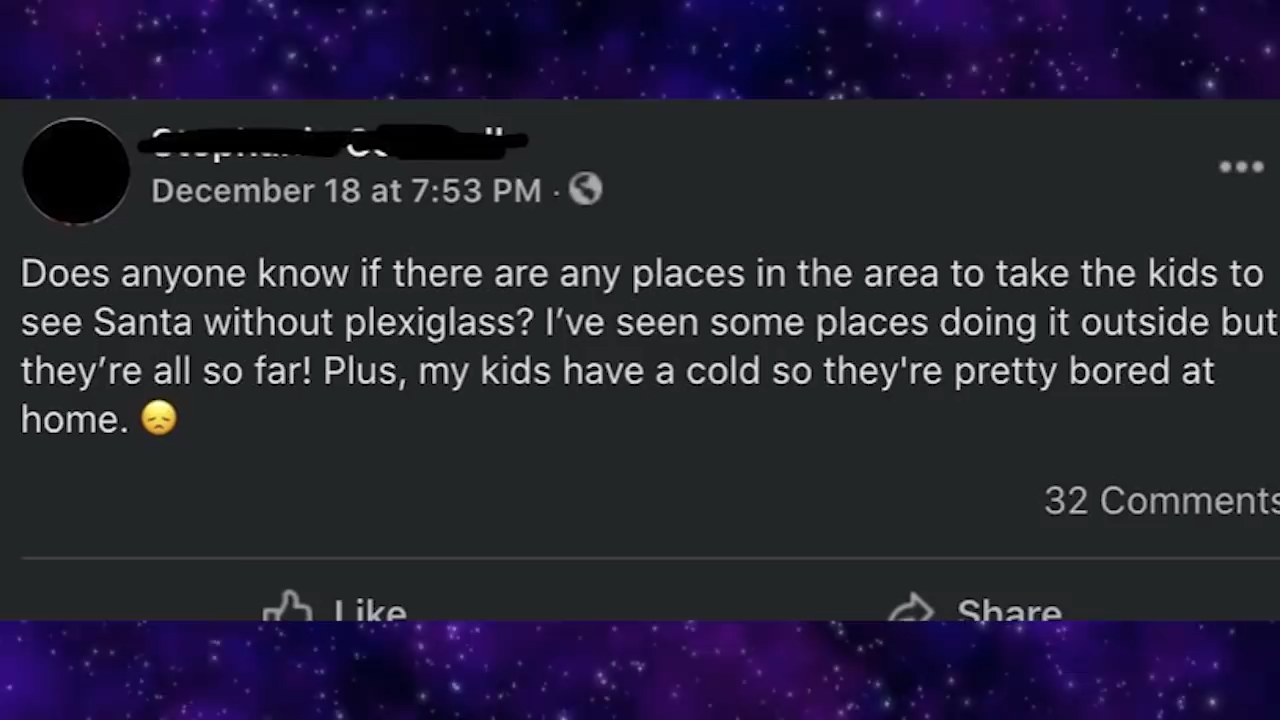 December 18 at 7:53 PM ·
Does anyone know if there are any places in the area to take the kids to
see Santa without plexiglass? I’ve seen some places doing it outside but
they’re all so far! Plus, my kids have a cold so they're pretty bored at
home. 😞
32 Comments
Like
Share